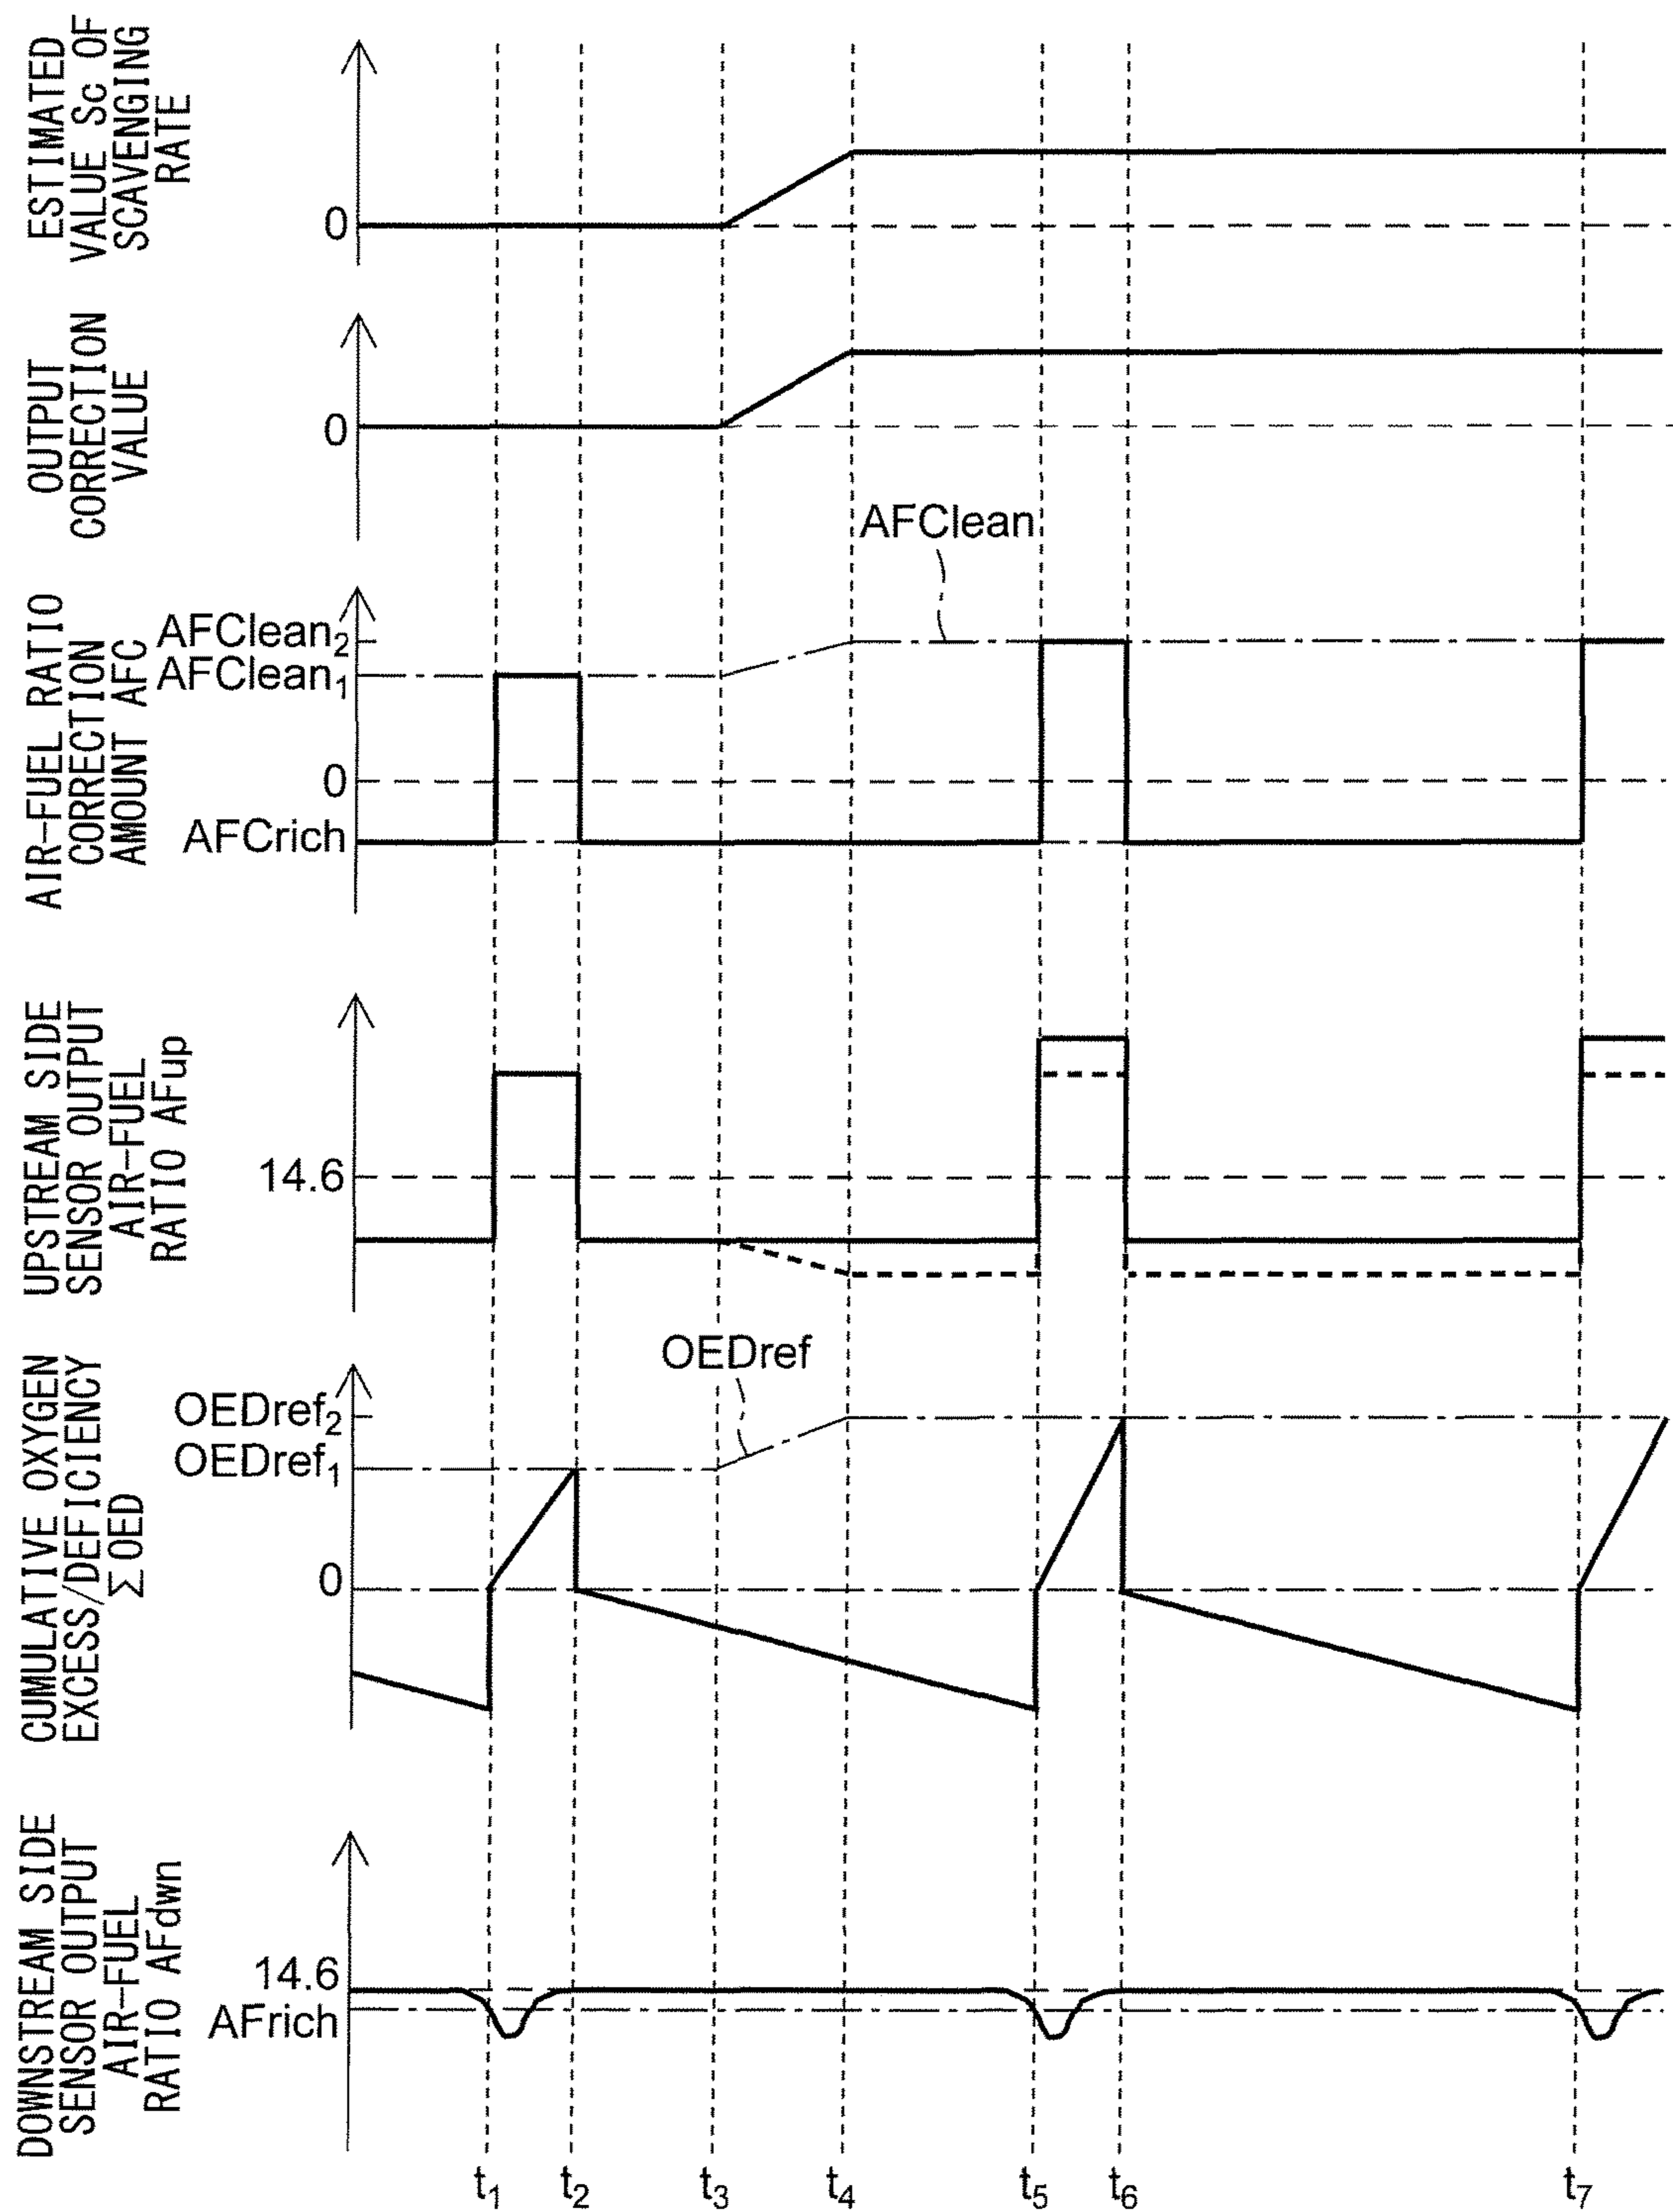 ESTIMATED
VALUE Sc OF
SCAVENGING
RATE
0
OUTPUT
CORRECTION
VALUE
0
AFClean
AIR-FUEL RATIO
CORRECTION
AMOUNT AFC
AFClean2
AFClean1
0
AFCrich
UPSTREAM SIDE
SENSOR OUTPUT
AIR-FUEL
RATIO AFup
14.6
OEDref
CUMULATIVE OXYGEN
EXCESS/DEFICIENCY
ΣOED
OEDref2
OEDref1
0
DOWNSTREAM SIDE
SENSOR OUTPUT
AIR-FUEL
RATIO AFdwn
14.6
AFrich
t1 t2 t3 t4 t5 t6 t7